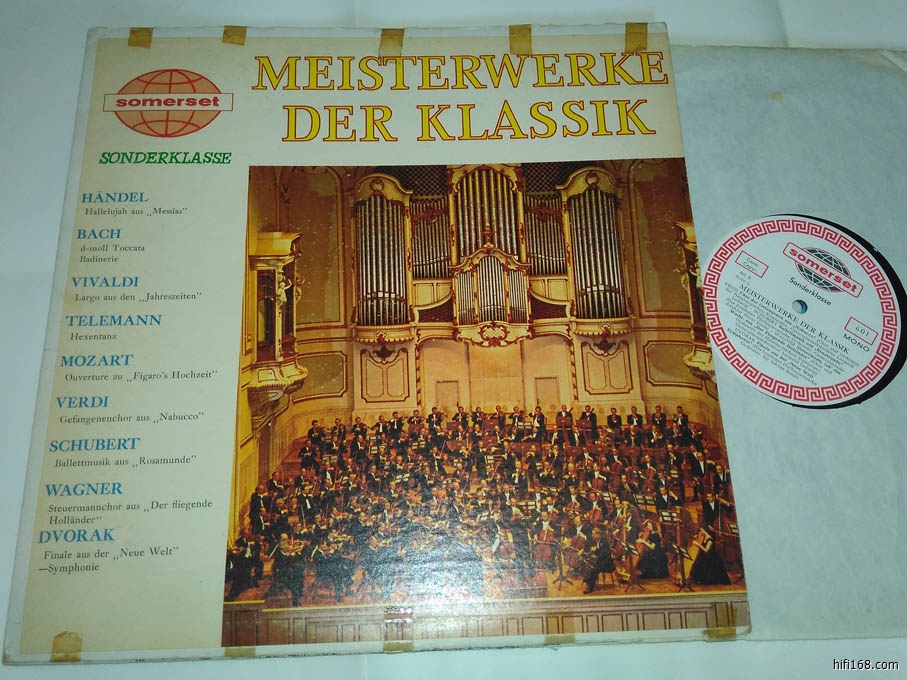 MEISTERWERKE
DER KLASSIK
somerset
SONDERKLASSE
HÄNDEL
Hallelujah aus „Messias"
BACH
d-moll Toccata
Badinerie
VIVALDI
Largo aus den „Jahreszeiten"
TELEMANN
Hexentanz
MOZART
Ouverture zu „Figaro's Hochzeit"
VERDI
Gefangenenchor aus „Nabucco"
SCHUBERT
Ballettmusik aus „Rosamunde"
WAGNER
Steuermannchor aus „Der fliegende
Holländer"
DVORAK
Finale aus der „Neue Welt"
—Symphonie
somerset
Sonderklasse
601
MONO
MEISTERWERKE DER KLASSIK
hifi168.com